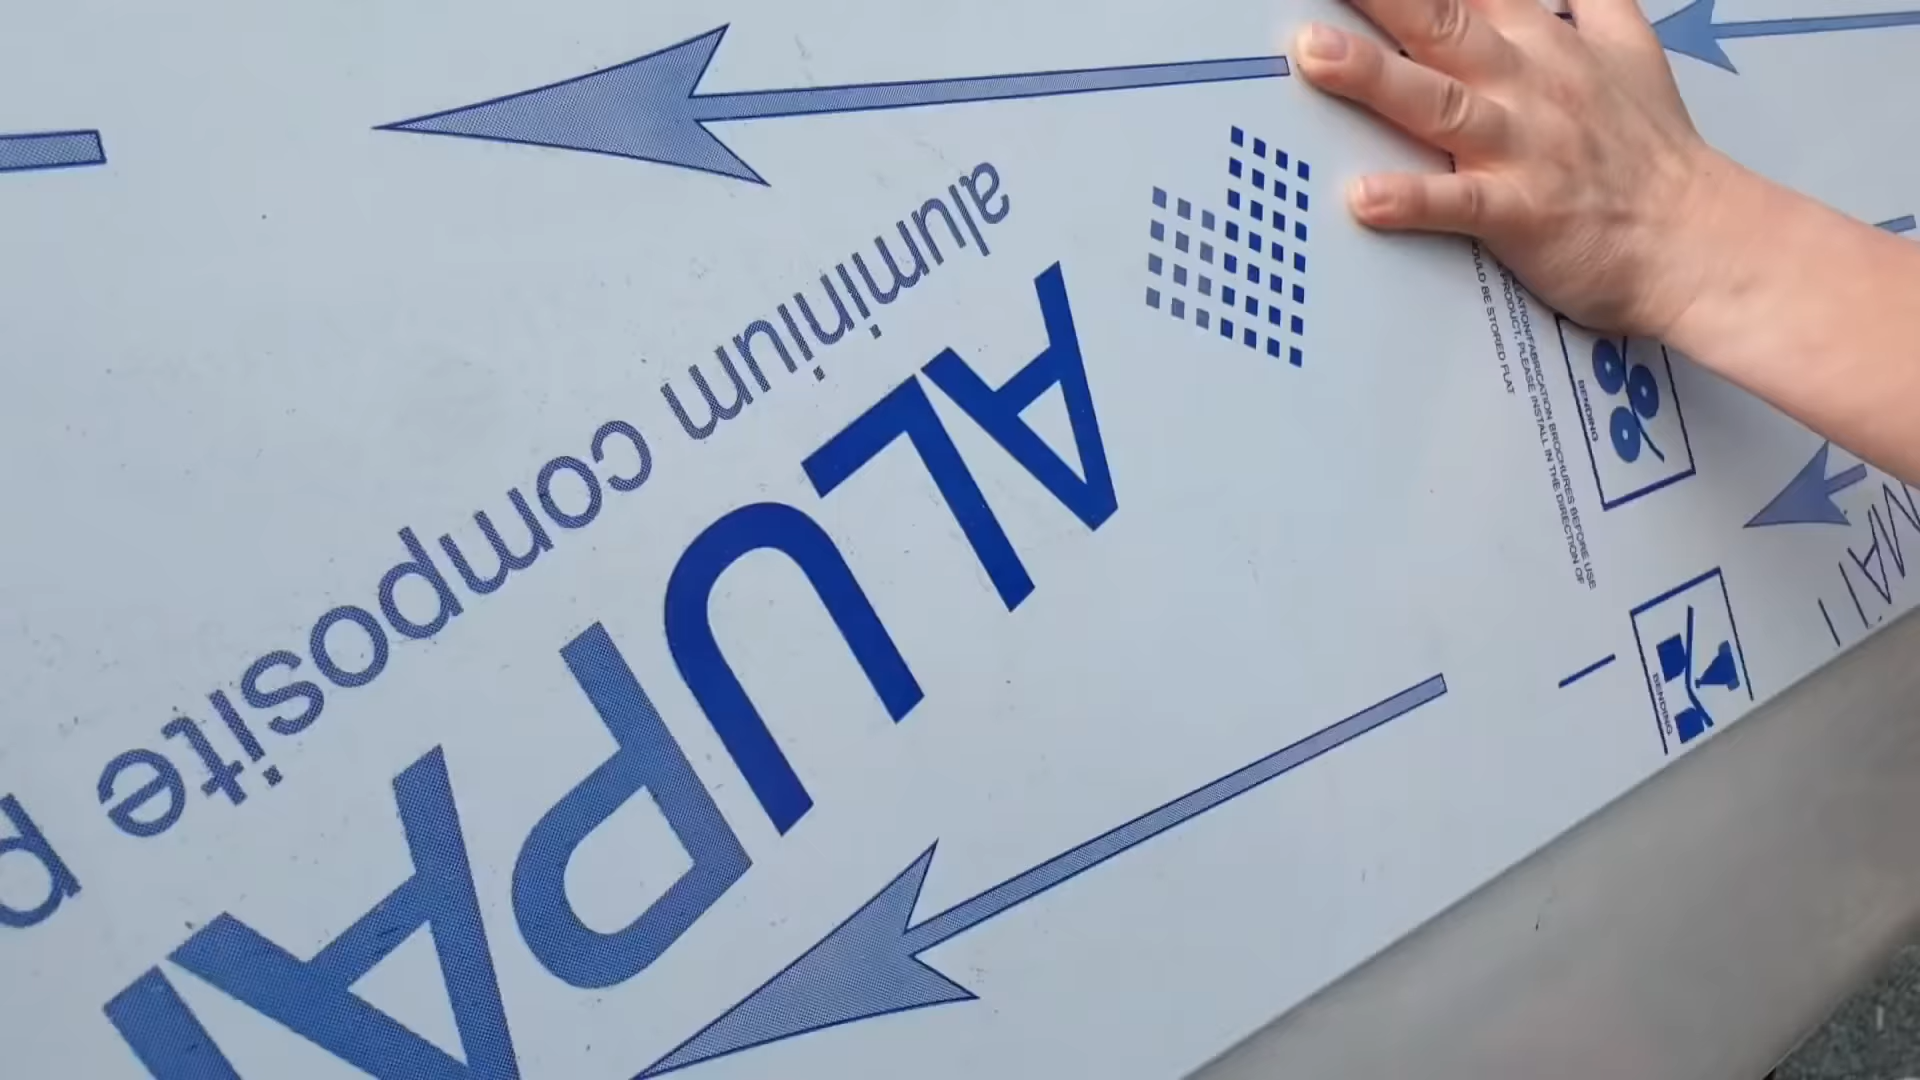 ALUPA
aluminium composite p
LATION/FABRICATION BROCHURES BEFORE USE
PRODUCT, PLEASE INSTALL IN THE DIRECTION OF
OULD BE STORED FLAT
BENDING
BENDING